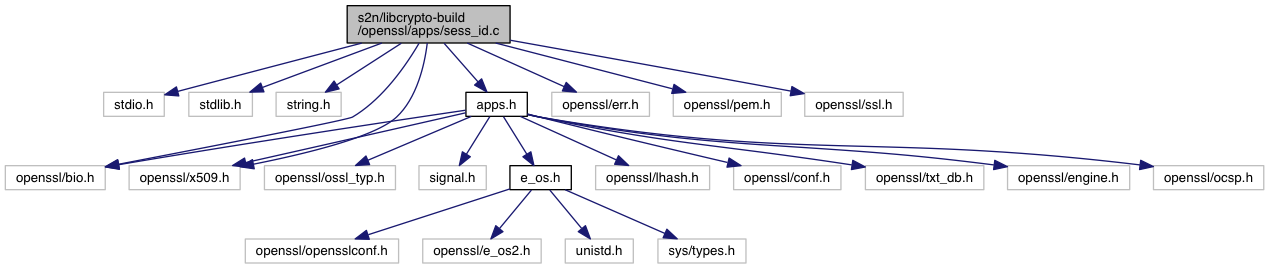 s2n/libcrypto-build
/openssl/apps/sess_id.c
stdio.h
stdlib.h
string.h
apps.h
openssl/err.h
openssl/pem.h
openssl/ssl.h
openssl/bio.h
openssl/x509.h
openssl/ossl_typ.h
signal.h
e_os.h
openssl/lhash.h
openssl/conf.h
openssl/txt_db.h
openssl/engine.h
openssl/ocsp.h
openssl/opensslconf.h
openssl/e_os2.h
unistd.h
sys/types.h